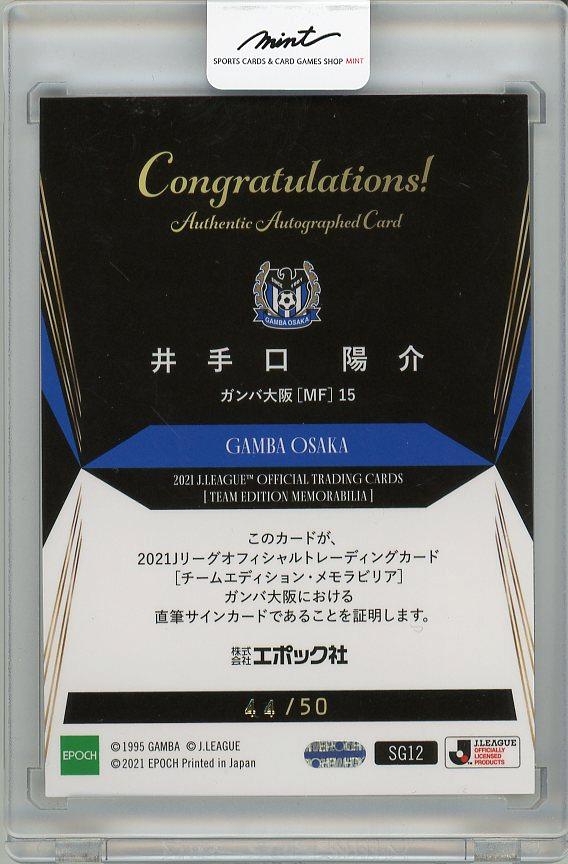 mint
SPORTS CARDS & CARD GAMES SHOP MINT
Congratulations!
Authentic Autographed Card
SINCE 1991
GAMBA OSAKA
井手口 陽介
ガンバ大阪[MF]15
GAMBA OSAKA
2021 J.LEAGUE™ OFFICIAL TRADING CARDS
[TEAM EDITION MEMORABILIA]
このカードが、
2021Jリーグオフィシャルトレーディングカード
[チームエディション・メモラビリア]
ガンバ大阪における
直筆サインカードであることを証明します。
株式会社エポック社
44/50
EPOCH
©1995 GAMBA ©J.LEAGUE
©2021 EPOCH Printed in Japan
SG12
J.LEAGUE
OFFICIALLY
LICENSED
PRODUCTS